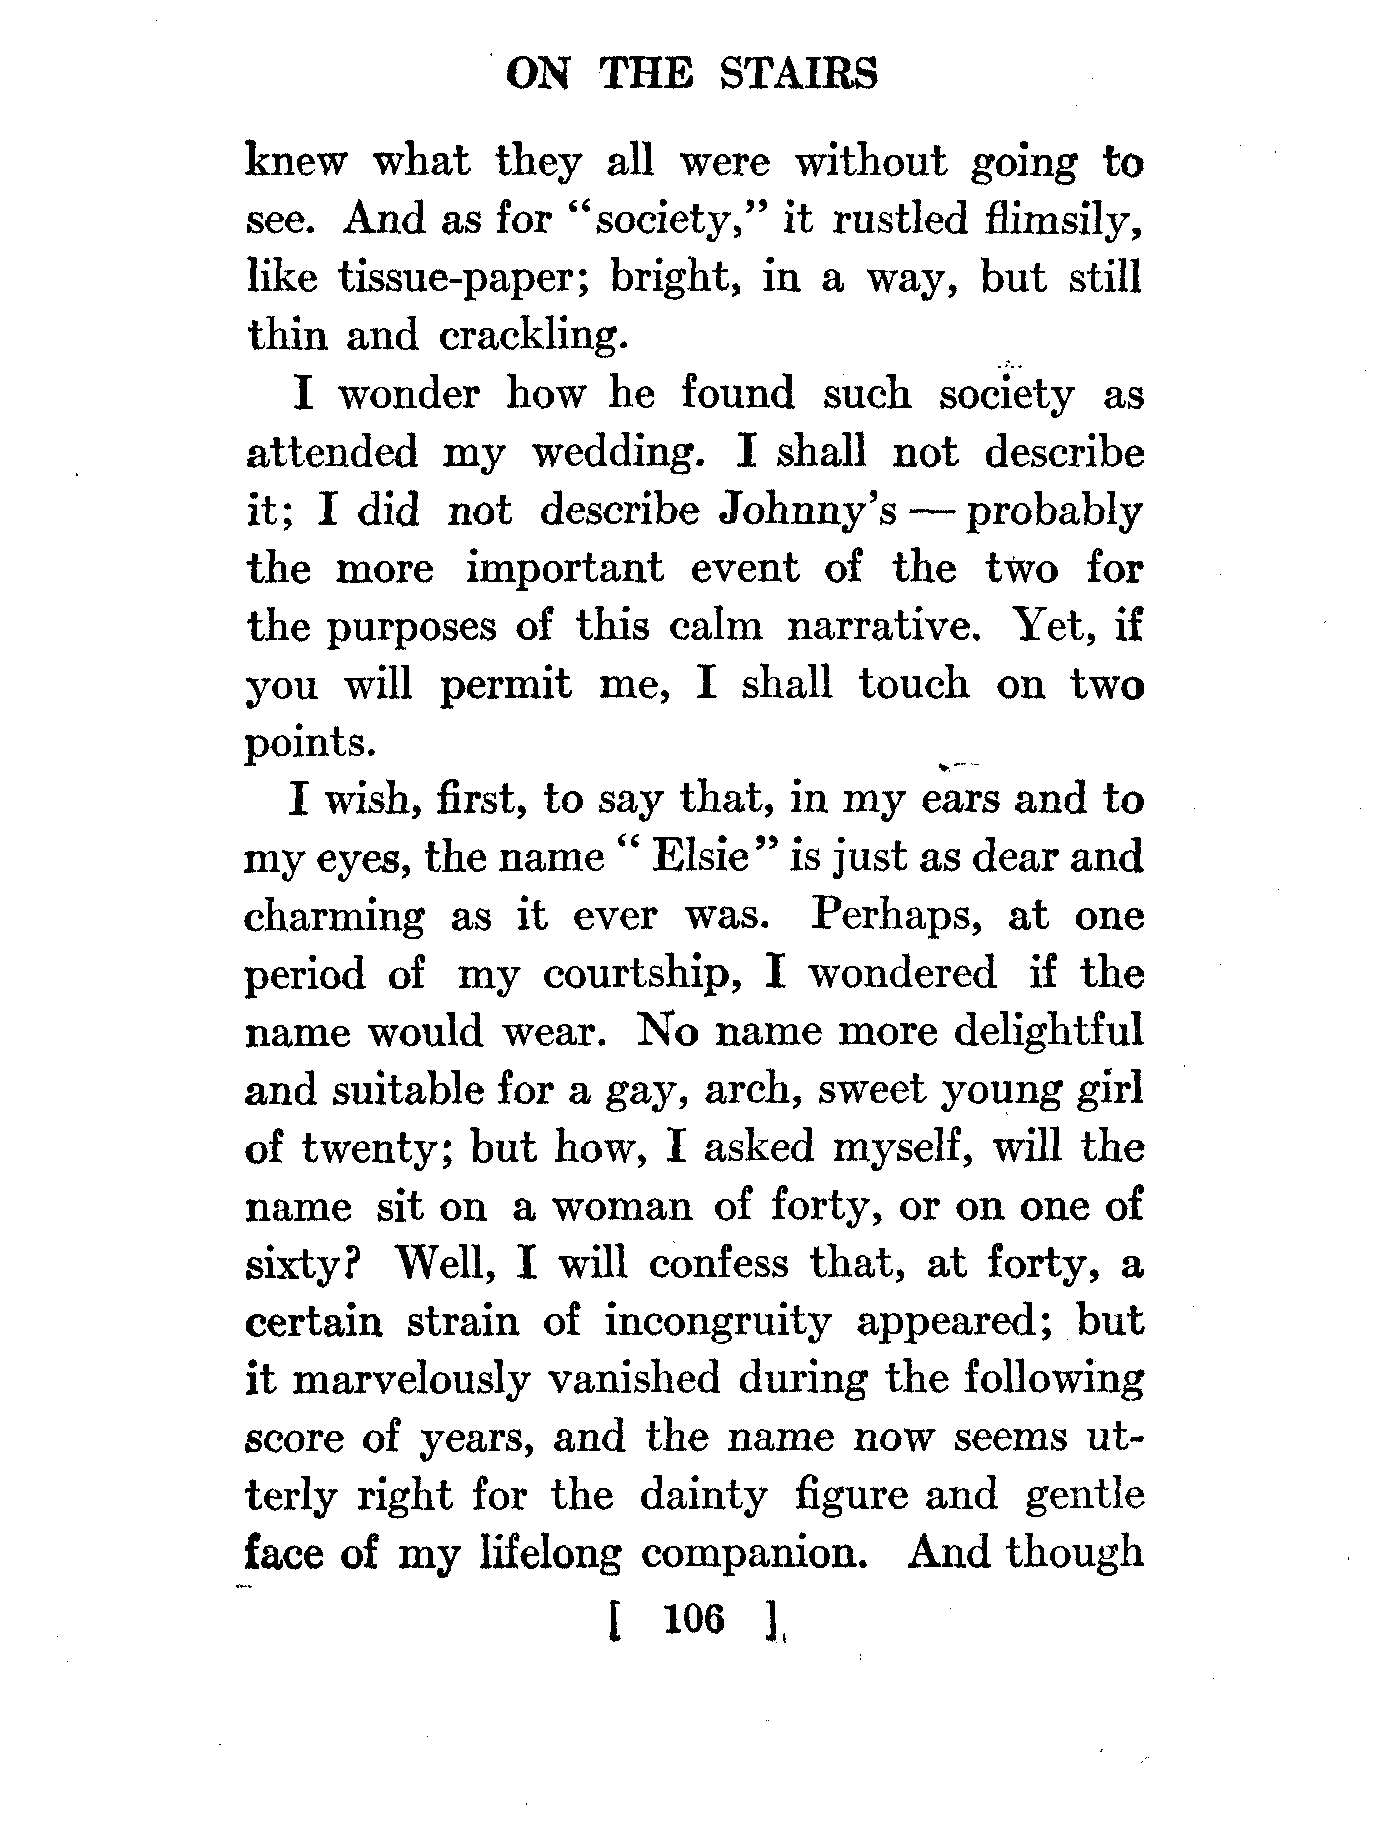 ON THE STAIRS
knew what they all were without going to
see. And as for "society," it rustled flimsily,
like tissue-paper; bright, in a way, but still
thin and crackling.
I wonder how he found such society as
attended my wedding. I shall not describe
it; I did not describe Johnny's — probably
the more important event of the two for
the purposes of this calm narrative. Yet, if
you will permit me, I shall touch on two
points.
I wish, first, to say that, in my ears and to
my eyes, the name " Elsie" is just as dear and
charming as it ever was. Perhaps, at one
period of my courtship, I wondered if the
name would wear. No name more delightful
and suitable for a gay, arch, sweet young girl
of twenty; but how, I asked myself, will the
name sit on a woman of forty, or on one of
sixty? Well, I will confess that, at forty, a
certain strain of incongruity appeared; but
it marvelously vanished during the following
score of years, and the name now seems ut-
terly right for the dainty figure and gentle
face of my lifelong companion. And though
[ 106 ]